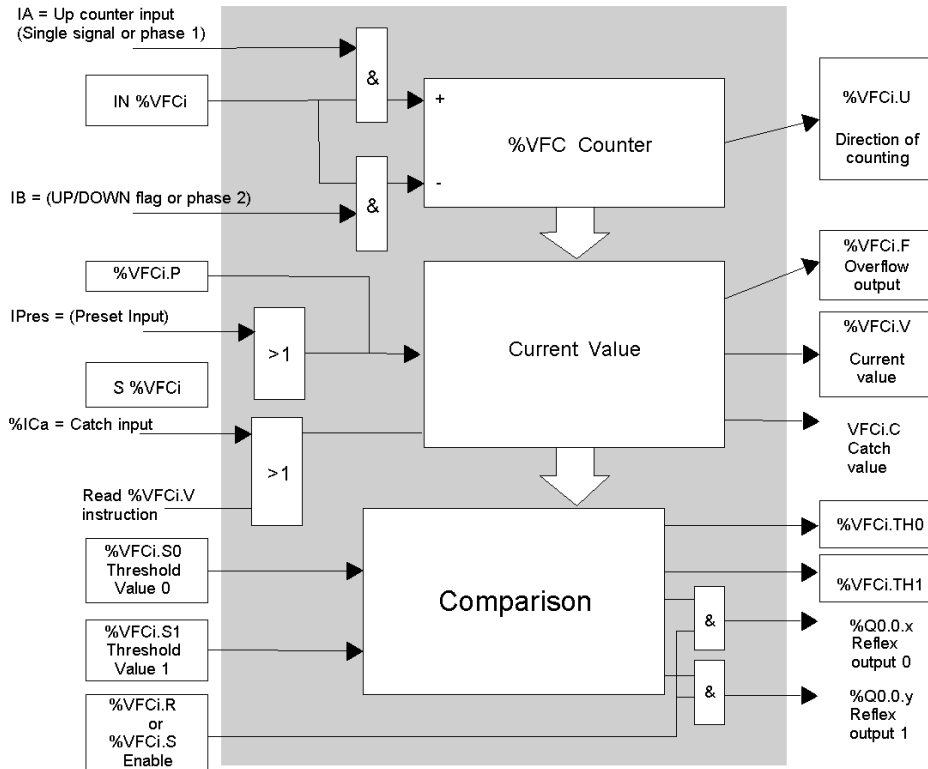 IA = Up counter input
(Single signal or phase 1)
&
IN %VFCi
+
%VFC Counter
-
%VFCi.U
Direction of
counting
IB = (UP/DOWN flag or phase 2)
&
%VFCi.P
%VFCi.F
Overflow
output
IPres = (Preset Input)
>1
Current Value
%VFCi.V
Current
value
S %VFCi
%ICa = Catch input
>1
VFCi.C
Catch
value
Read %VFCi.V
instruction
%VFCi.TH0
%VFCi.S0
Threshold
Value 0
Comparison
%VFCi.TH1
&
%Q0.0.x
Reflex
output 0
%VFCi.S1
Threshold
Value 1
&
%Q0.0.y
Reflex
output 1
%VFCi.R
or
%VFCi.S
Enable